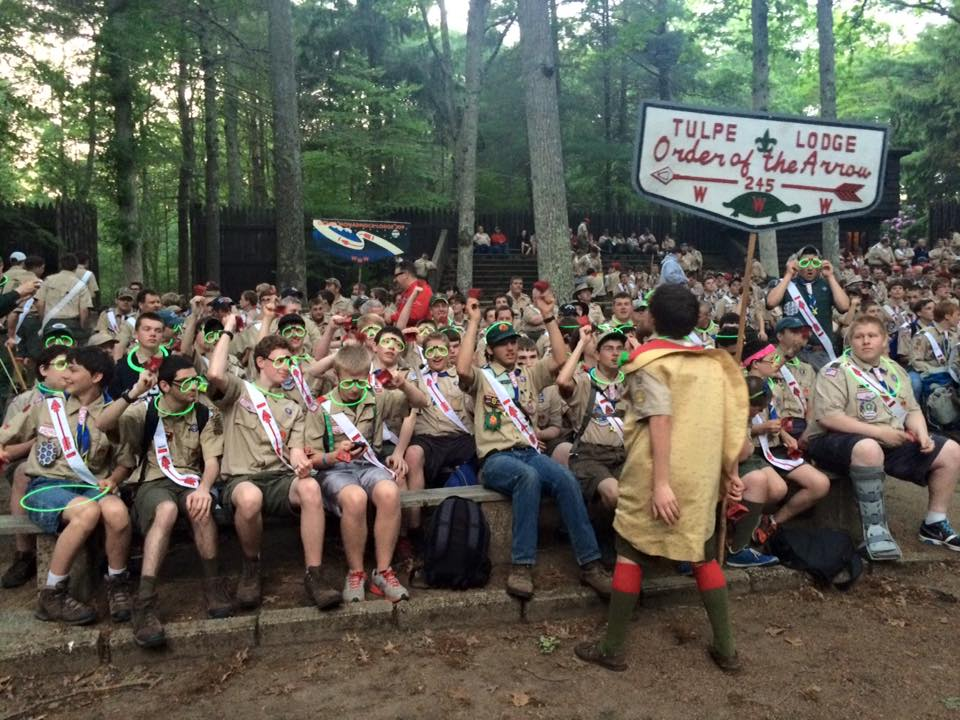 TULPE LODGE
Order of the Arrow
W 245 W
W